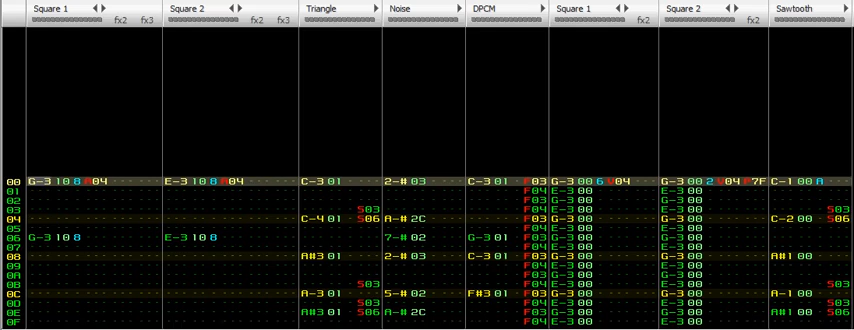 Square 1 Square 2 Triangle Noise DPCM Square 1 Square 2 Sawtooth
fx2 fx3 fx2 fx3 fx2 fx2
00 G-3 10 8 04 E-3 10 8 04 C-3 01 2-# 03 C-3 01 F03 G-3 00 6 V04 G-3 00 2 V04 P7F C-1 00 A
01 F04 E-3 00 E-3 00
02 F03 G-3 00 G-3 00
03 S03 F04 E-3 00 E-3 00 S03
04 C-4 01 S06 A-# 2C F03 G-3 00 G-3 00 C-2 00 S06
05 F04 E-3 00 E-3 00
06 G-3 10 8 E-3 10 8 7-# 02 G-3 01 F03 G-3 00 G-3 00
07 F04 E-3 00 E-3 00
08 A#3 01 2-# 03 C-3 01 F03 G-3 00 G-3 00 A#1 00
09 F04 E-3 00 E-3 00
0A F03 G-3 00 G-3 00
0B S03 F04 E-3 00 E-3 00 S03
0C A-3 01 5-# 02 F#3 01 F03 G-3 00 G-3 00 A-1 00
0D S03 F04 E-3 00 E-3 00 S03
0E A#3 01 S06 A-# 2C F03 G-3 00 G-3 00 A#1 00 S06
0F F04 E-3 00 E-3 00